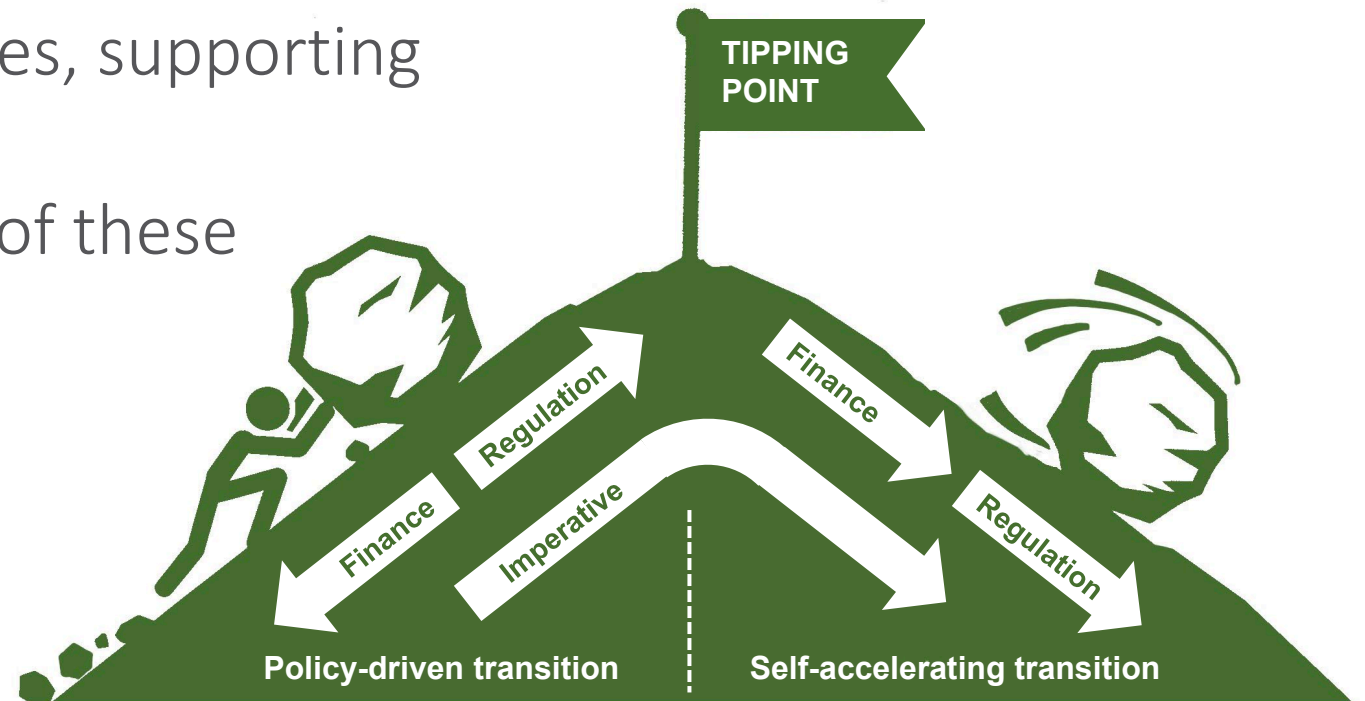 es, supporting
of these
TIPPING
POINT
Regulation
Finance
Imperative
Finance
Regulation
Policy-driven transition
Self-accelerating transition